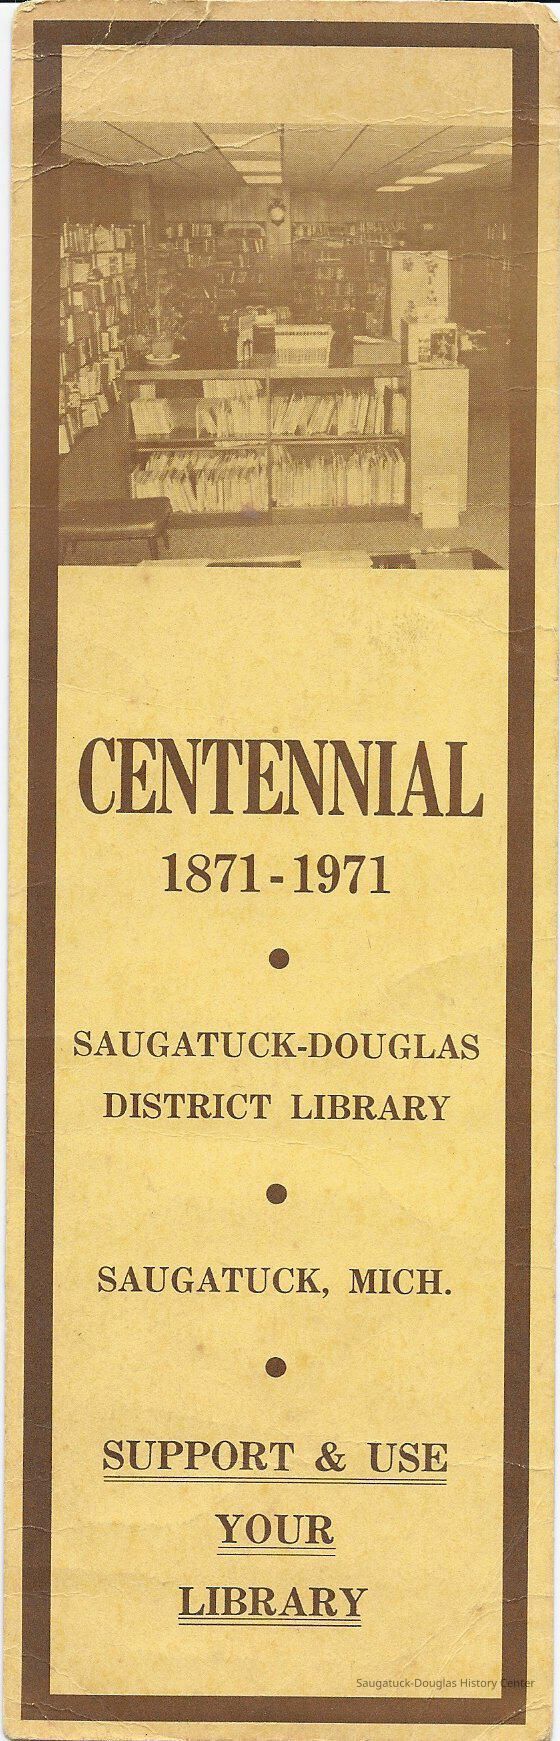 CENTENNIAL
1871-1971
SAUGATUCK-DOUGLAS
DISTRICT LIBRARY
SAUGATUCK, MICH.
SUPPORT & USE
YOUR
LIBRARY
Saugatuck-Douglas History Center